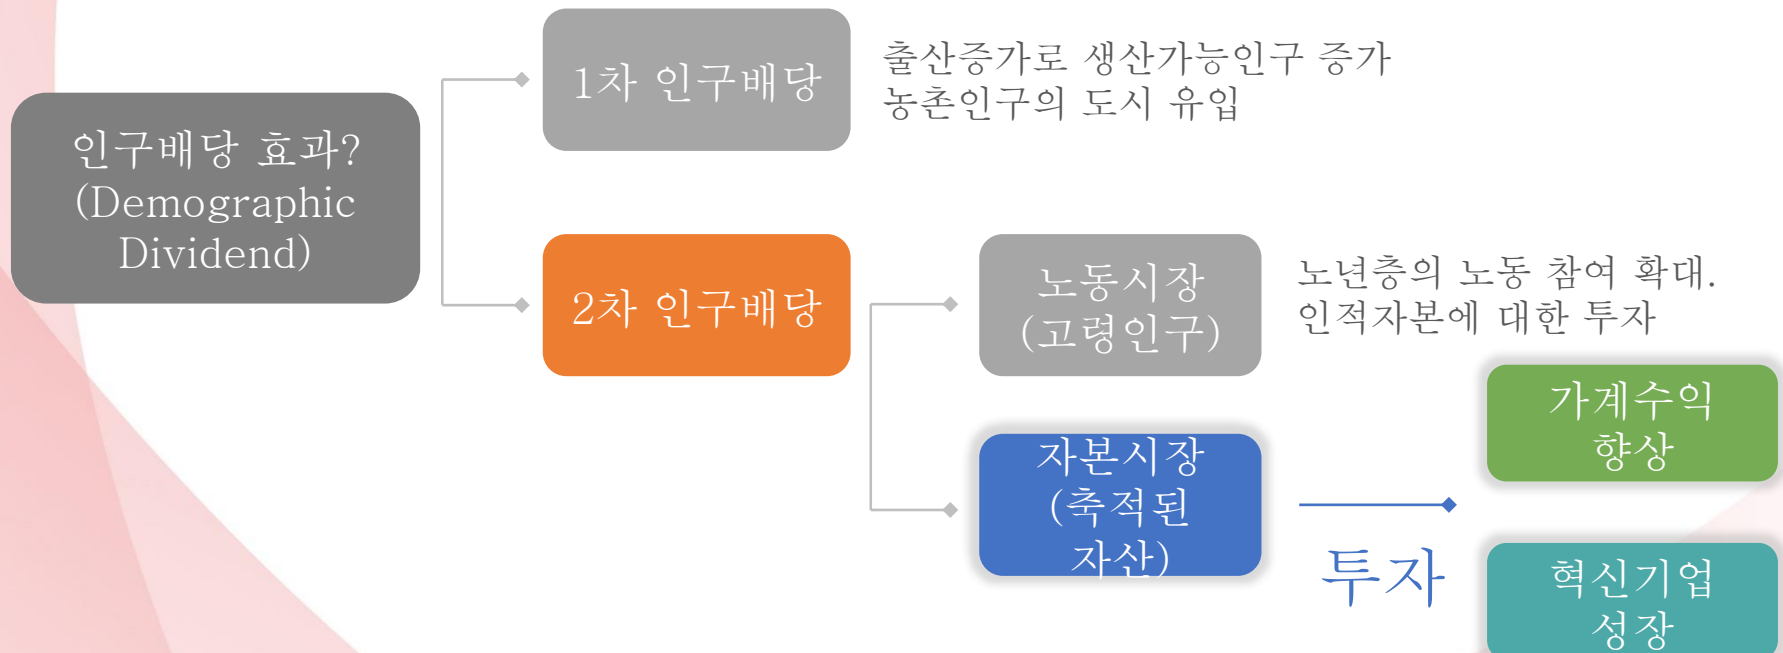 인구배당 효과?
(Demographic
Dividend)
1차 인구배당
출산증가로 생산가능인구 증가
농촌인구의 도시 유입
2차 인구배당
노동시장
(고령인구)
노년층의 노동 참여 확대.
인적자본에 대한 투자
자본시장
(축적된
자산)
투자
가계수익
향상
혁신기업
성장